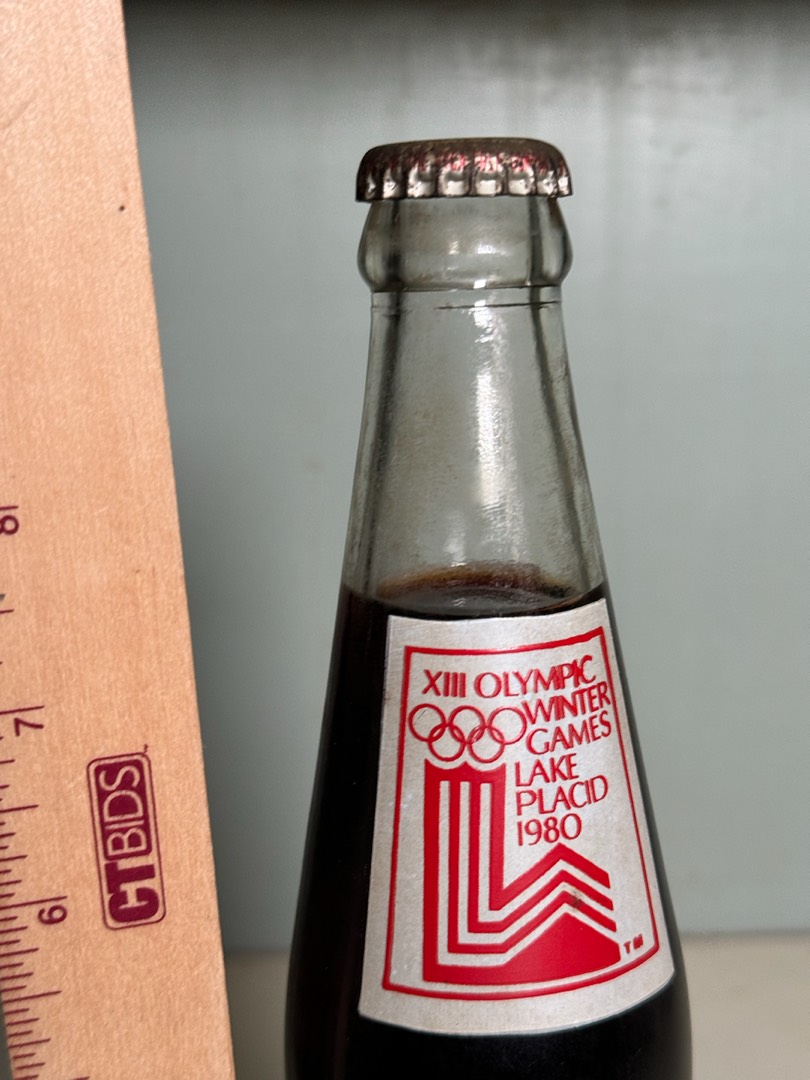 8
7
6
CTBIDS
XIII OLYMPIC
WINTER
GAMES
LAKE
PLACID
1980
TM